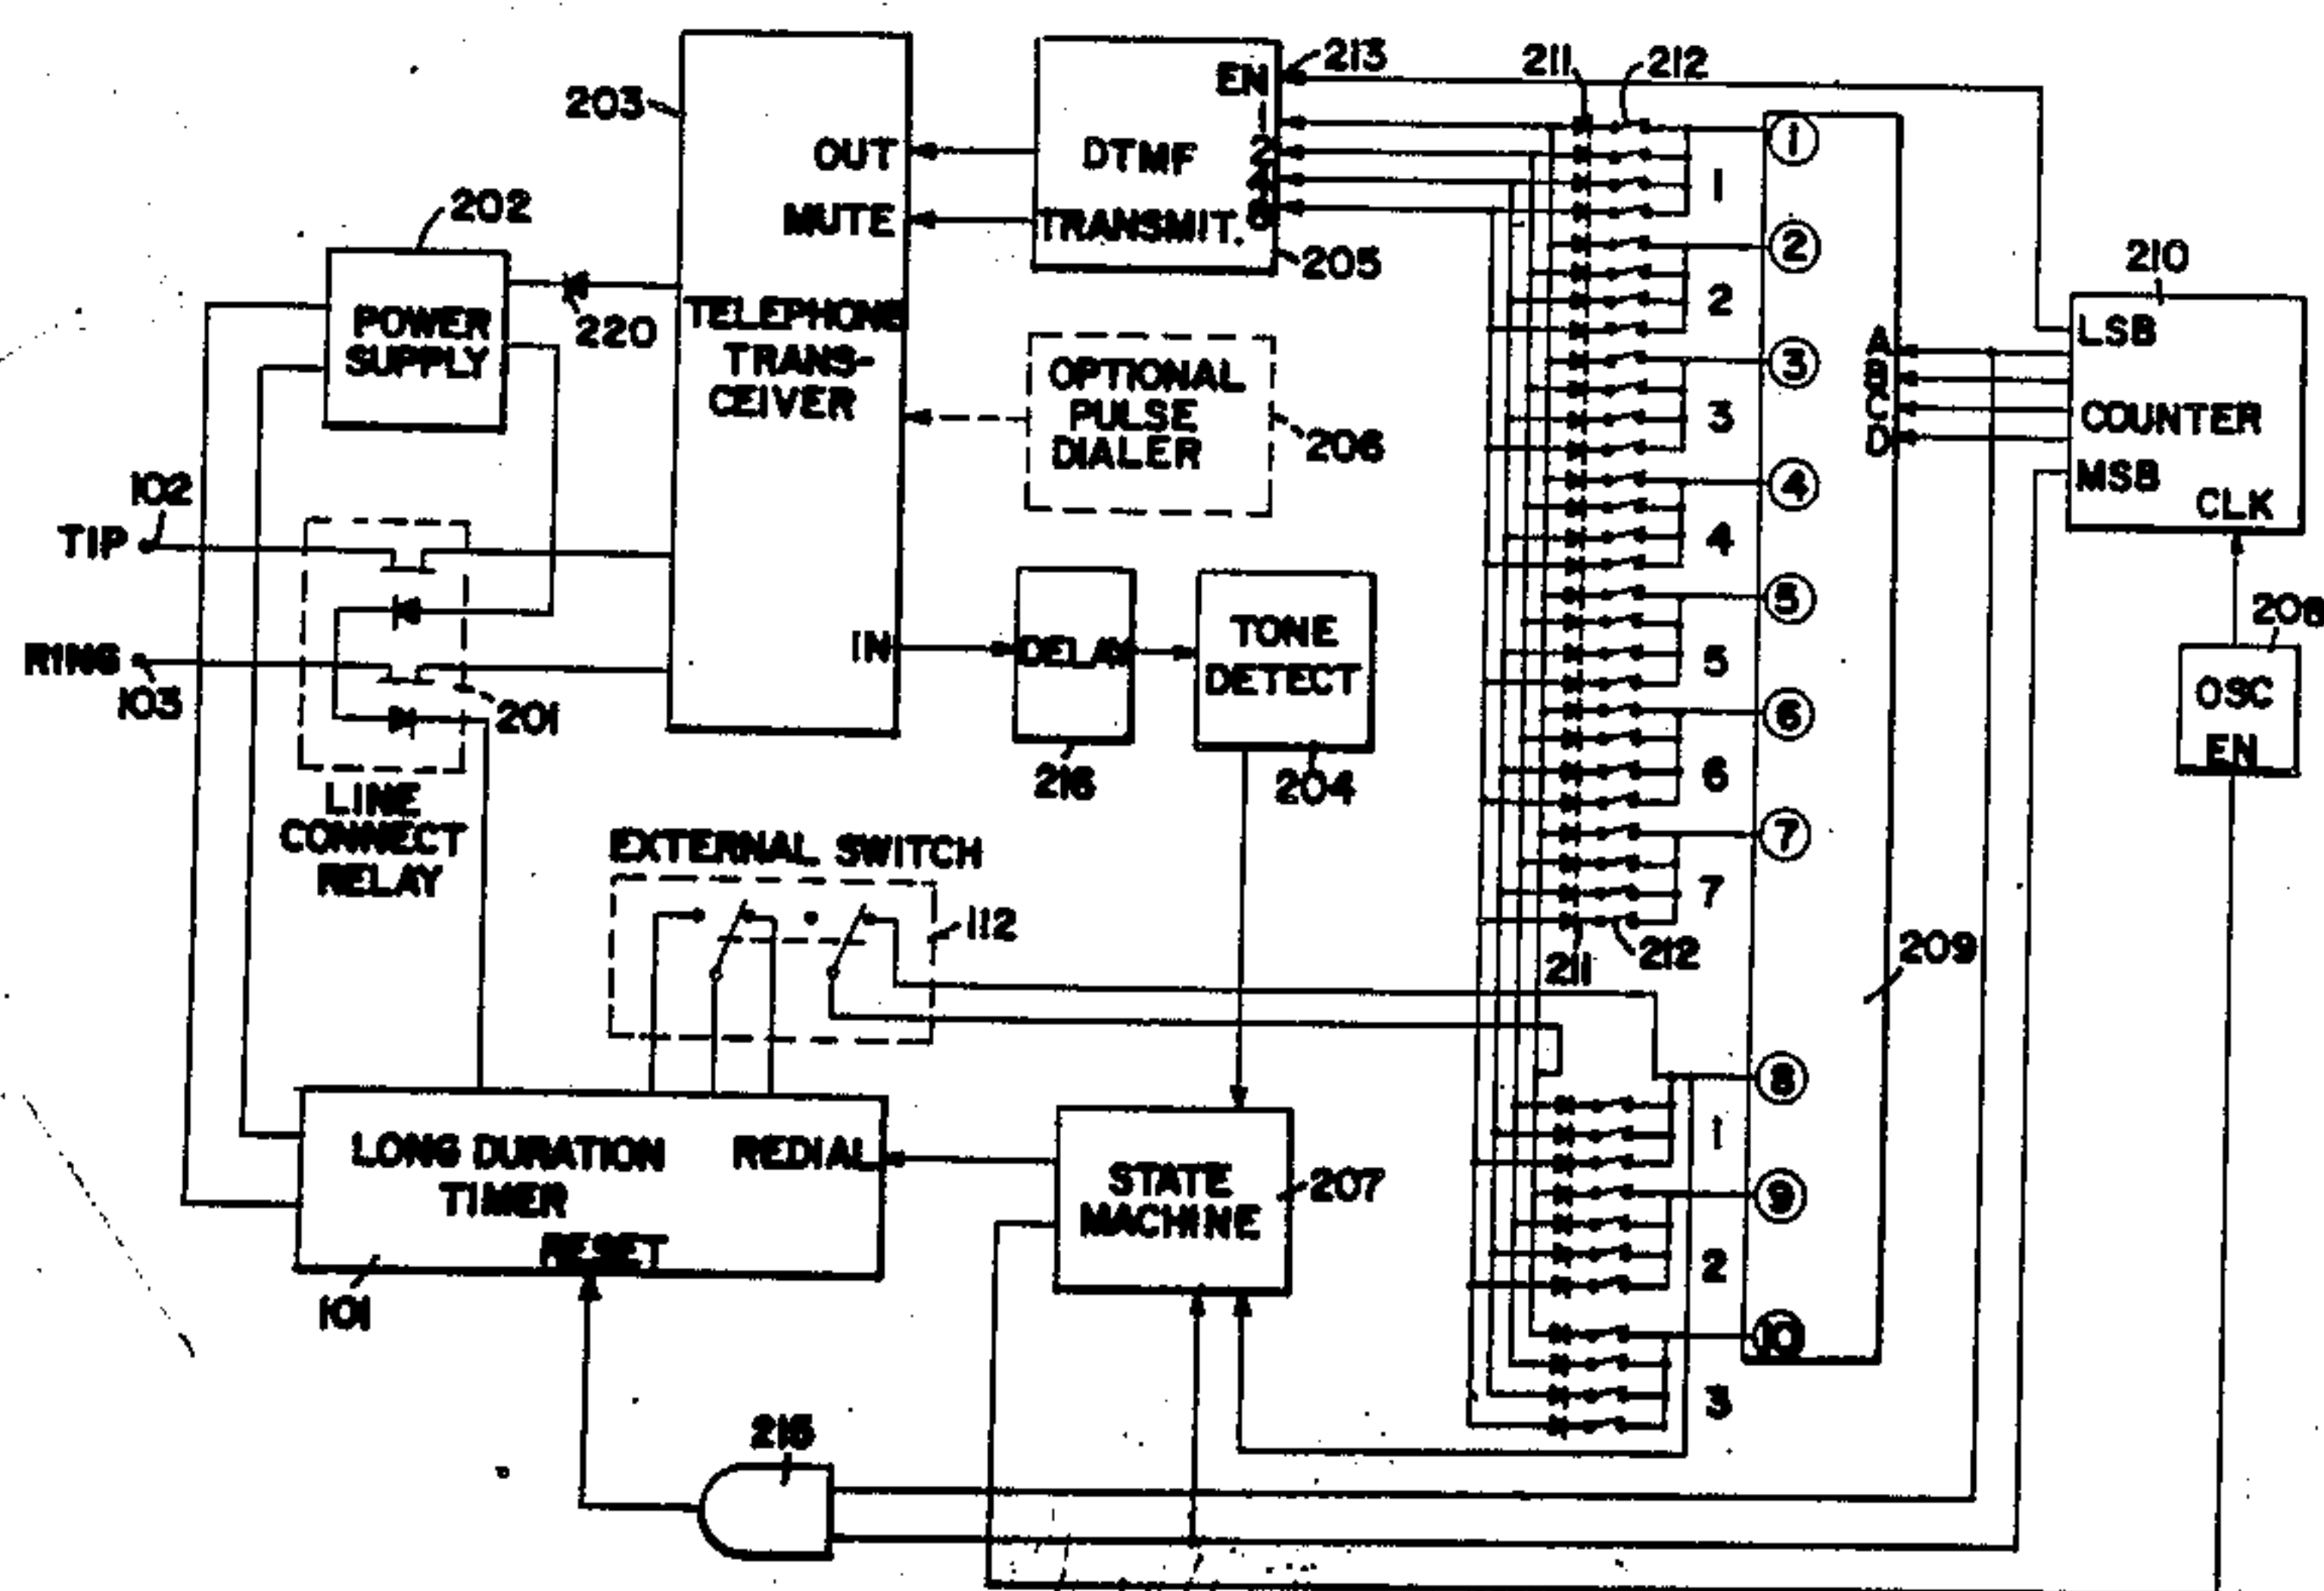 203
OUT
MUTE
TELEPHONE
TRANS-
CEIVER
IN
213
EN
1
2
4
8
DTMF
TRANSMIT.
205
211
212
202
POWER
SUPPLY
220
OPTIONAL
PULSE
DIALER
206
102
TIP
RING
103
201
LINE
CONNECT
RELAY
DELAY
216
TONE
DETECT
204
1
2
3
4
5
6
7
1
2
3
4
5
6
7
211
212
8
9
10
1
2
3
209
210
LSB
A
B
C
D
COUNTER
MSB
CLK
208
OSC
EN
EXTERNAL SWITCH
112
LONG DURATION
TIMER
REDIAL
RESET
101
STATE
MACHINE
207
215